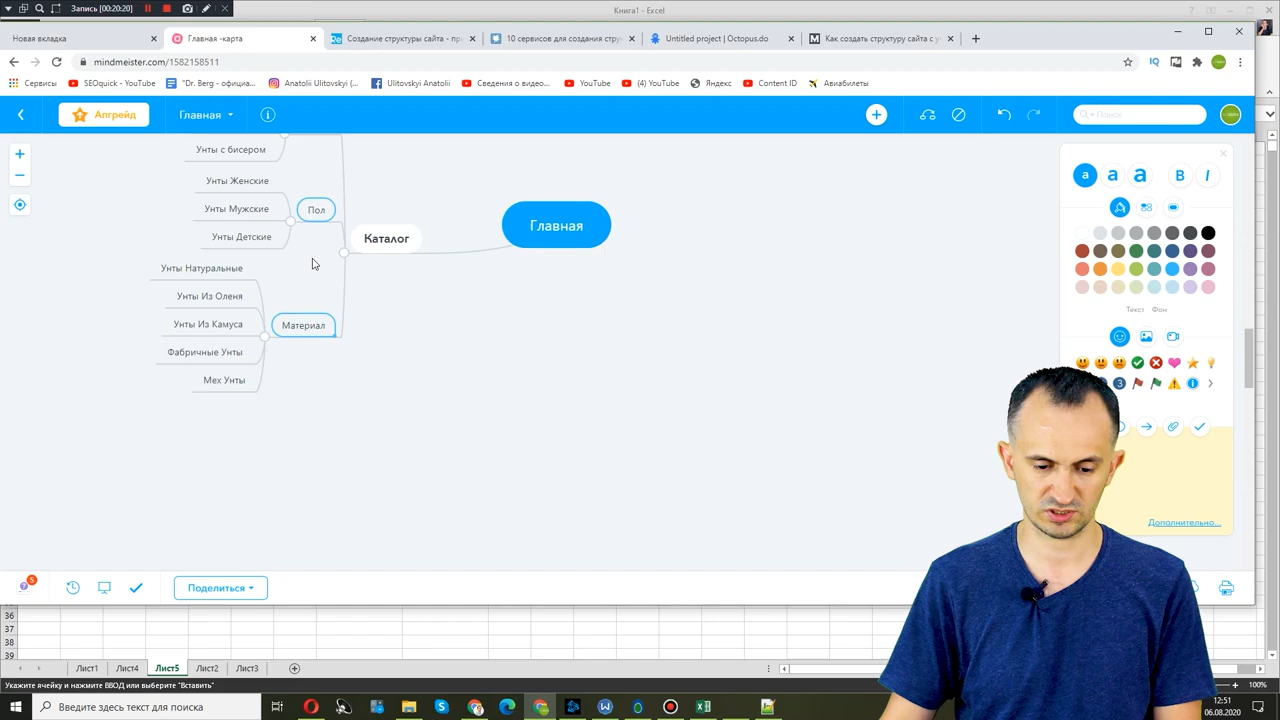 Запись [00:20:20]
Книга1 - Excel
Новая вкладка
Главная -карта
Создание структуры сайта - при
10 сервисов для создания стру
Untitled project | Octopus.do
Как создать структуру сайта с у
mindmeister.com/1582158511
Сервисы
SEOquick - YouTube
"Dr. Berg - официа...
Anatolii Ulitovskyi (...
Ulitovskyi Anatolii
Сведения о видео...
YouTube
(4) YouTube
Яндекс
Content ID
Авиабилеты
Апгрейд
Главная
Поиск
Унты с бисером
Унты Женские
Унты Мужские
Унты Детские
Пол
Каталог
Главная
Унты Натуральные
Унты Из Оленя
Унты Из Камуса
Фабричные Унты
Мех Унты
Материал
a a a B I
Текст Фон
3
Дополнительно...
5
Поделиться
36
37
38
39
Лист1
Лист4
Лист5
Лист2
Лист3
Укажите ячейку и нажмите ВВОД или выберите "Вставить"
100%
Введите здесь текст для поиска
12:51
06.08.2020